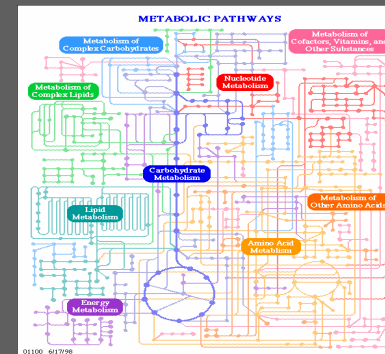 METABOLIC PATHWAYS
Metabolism of
Complex Carbohydrates
Metabolism of
Cofactors, Vitamins, and
Other Substances
Nucleotide
Metabolism
Metabolism of
Complex Lipids
Carbohydrate
Metabolism
Metabolism of
Other Amino Acids
Lipid
Metabolism
Amino Acid
Metablism
Energy
Metabolism
01100 6/17/98